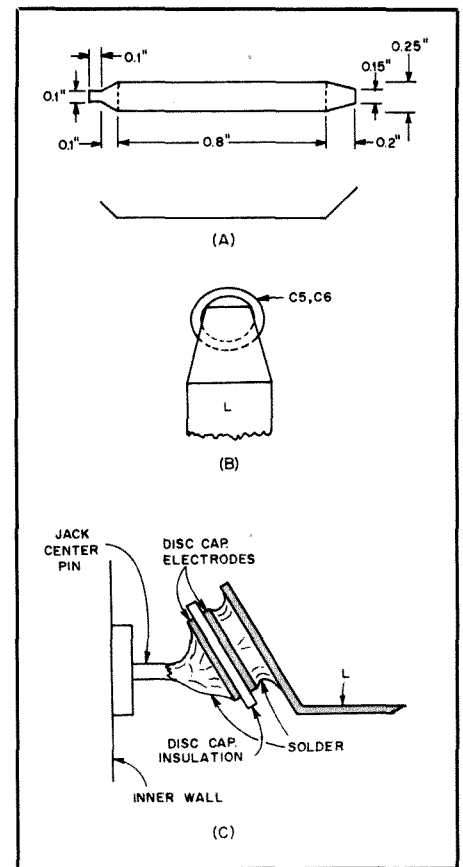 0.1"
0.15"
0.25"
0.1"
0.1"
0.8"
0.2"
(A)
C5,C6
L
(B)
JACK
CENTER
PIN
DISC CAP.
ELECTRODES
L
DISC CAP.
INSULATION
SOLDER
INNER WALL
(C)